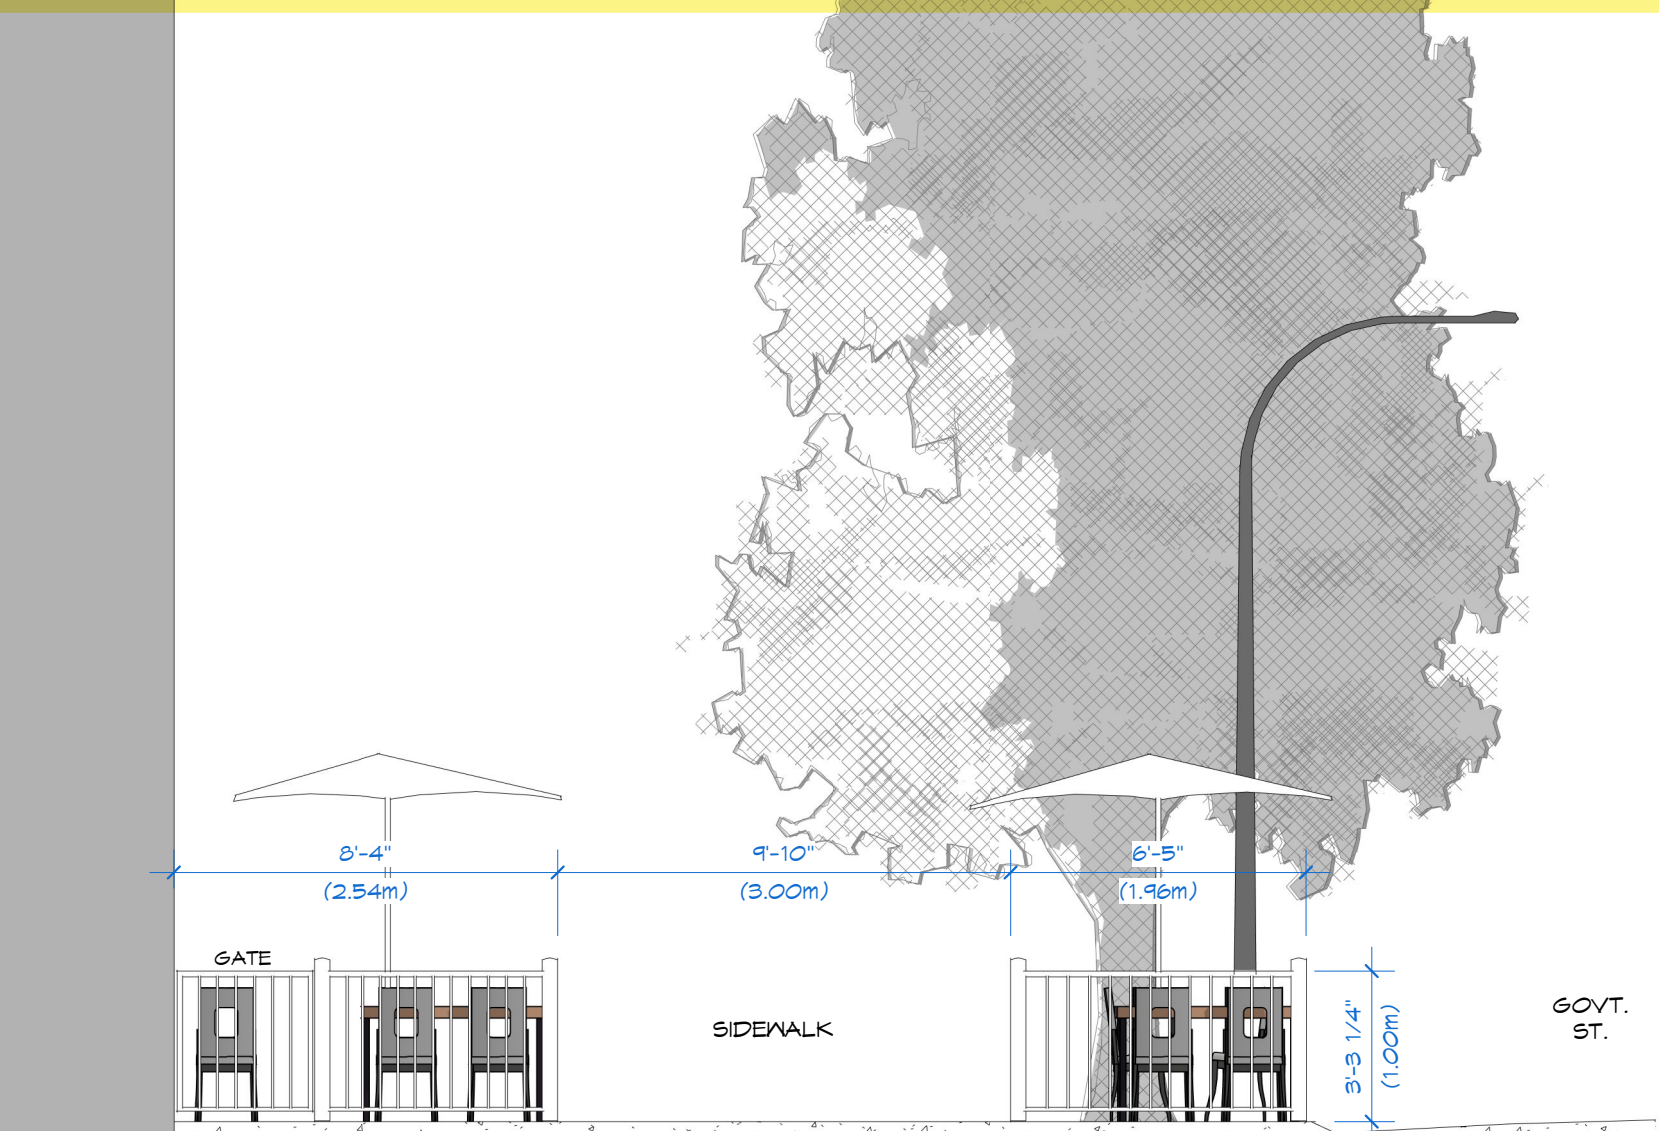 8'-4"
(2.54m)
9'-10"
(3.00m)
6'-5"
(1.96m)
GATE
SIDEWALK
3'-3 1/4"
(1.00m)
GOVT.
ST.